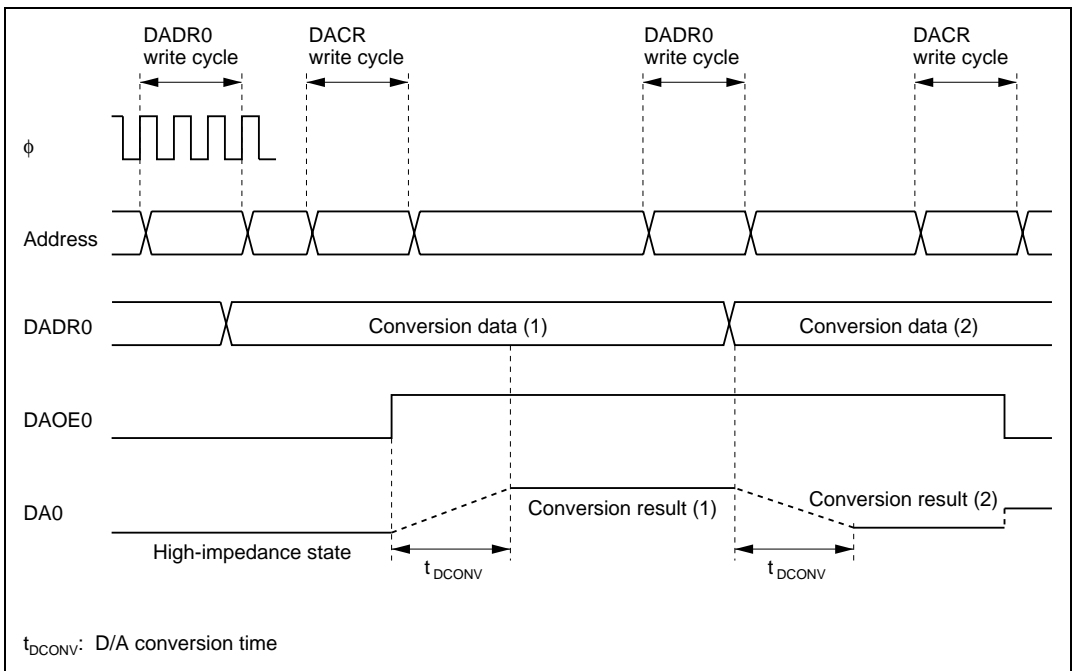 DADR0
write cycle
DACR
write cycle
DADR0
write cycle
DACR
write cycle
ϕ
Address
DADR0
Conversion data (1)
Conversion data (2)
DAOE0
DA0
Conversion result (1)
Conversion result (2)
High-impedance state
t DCONV
t DCONV
tDCONV: D/A conversion time